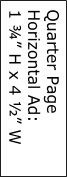 Quarter Page
Horizontal Ad:
1 ¾” H x 4 ½” W